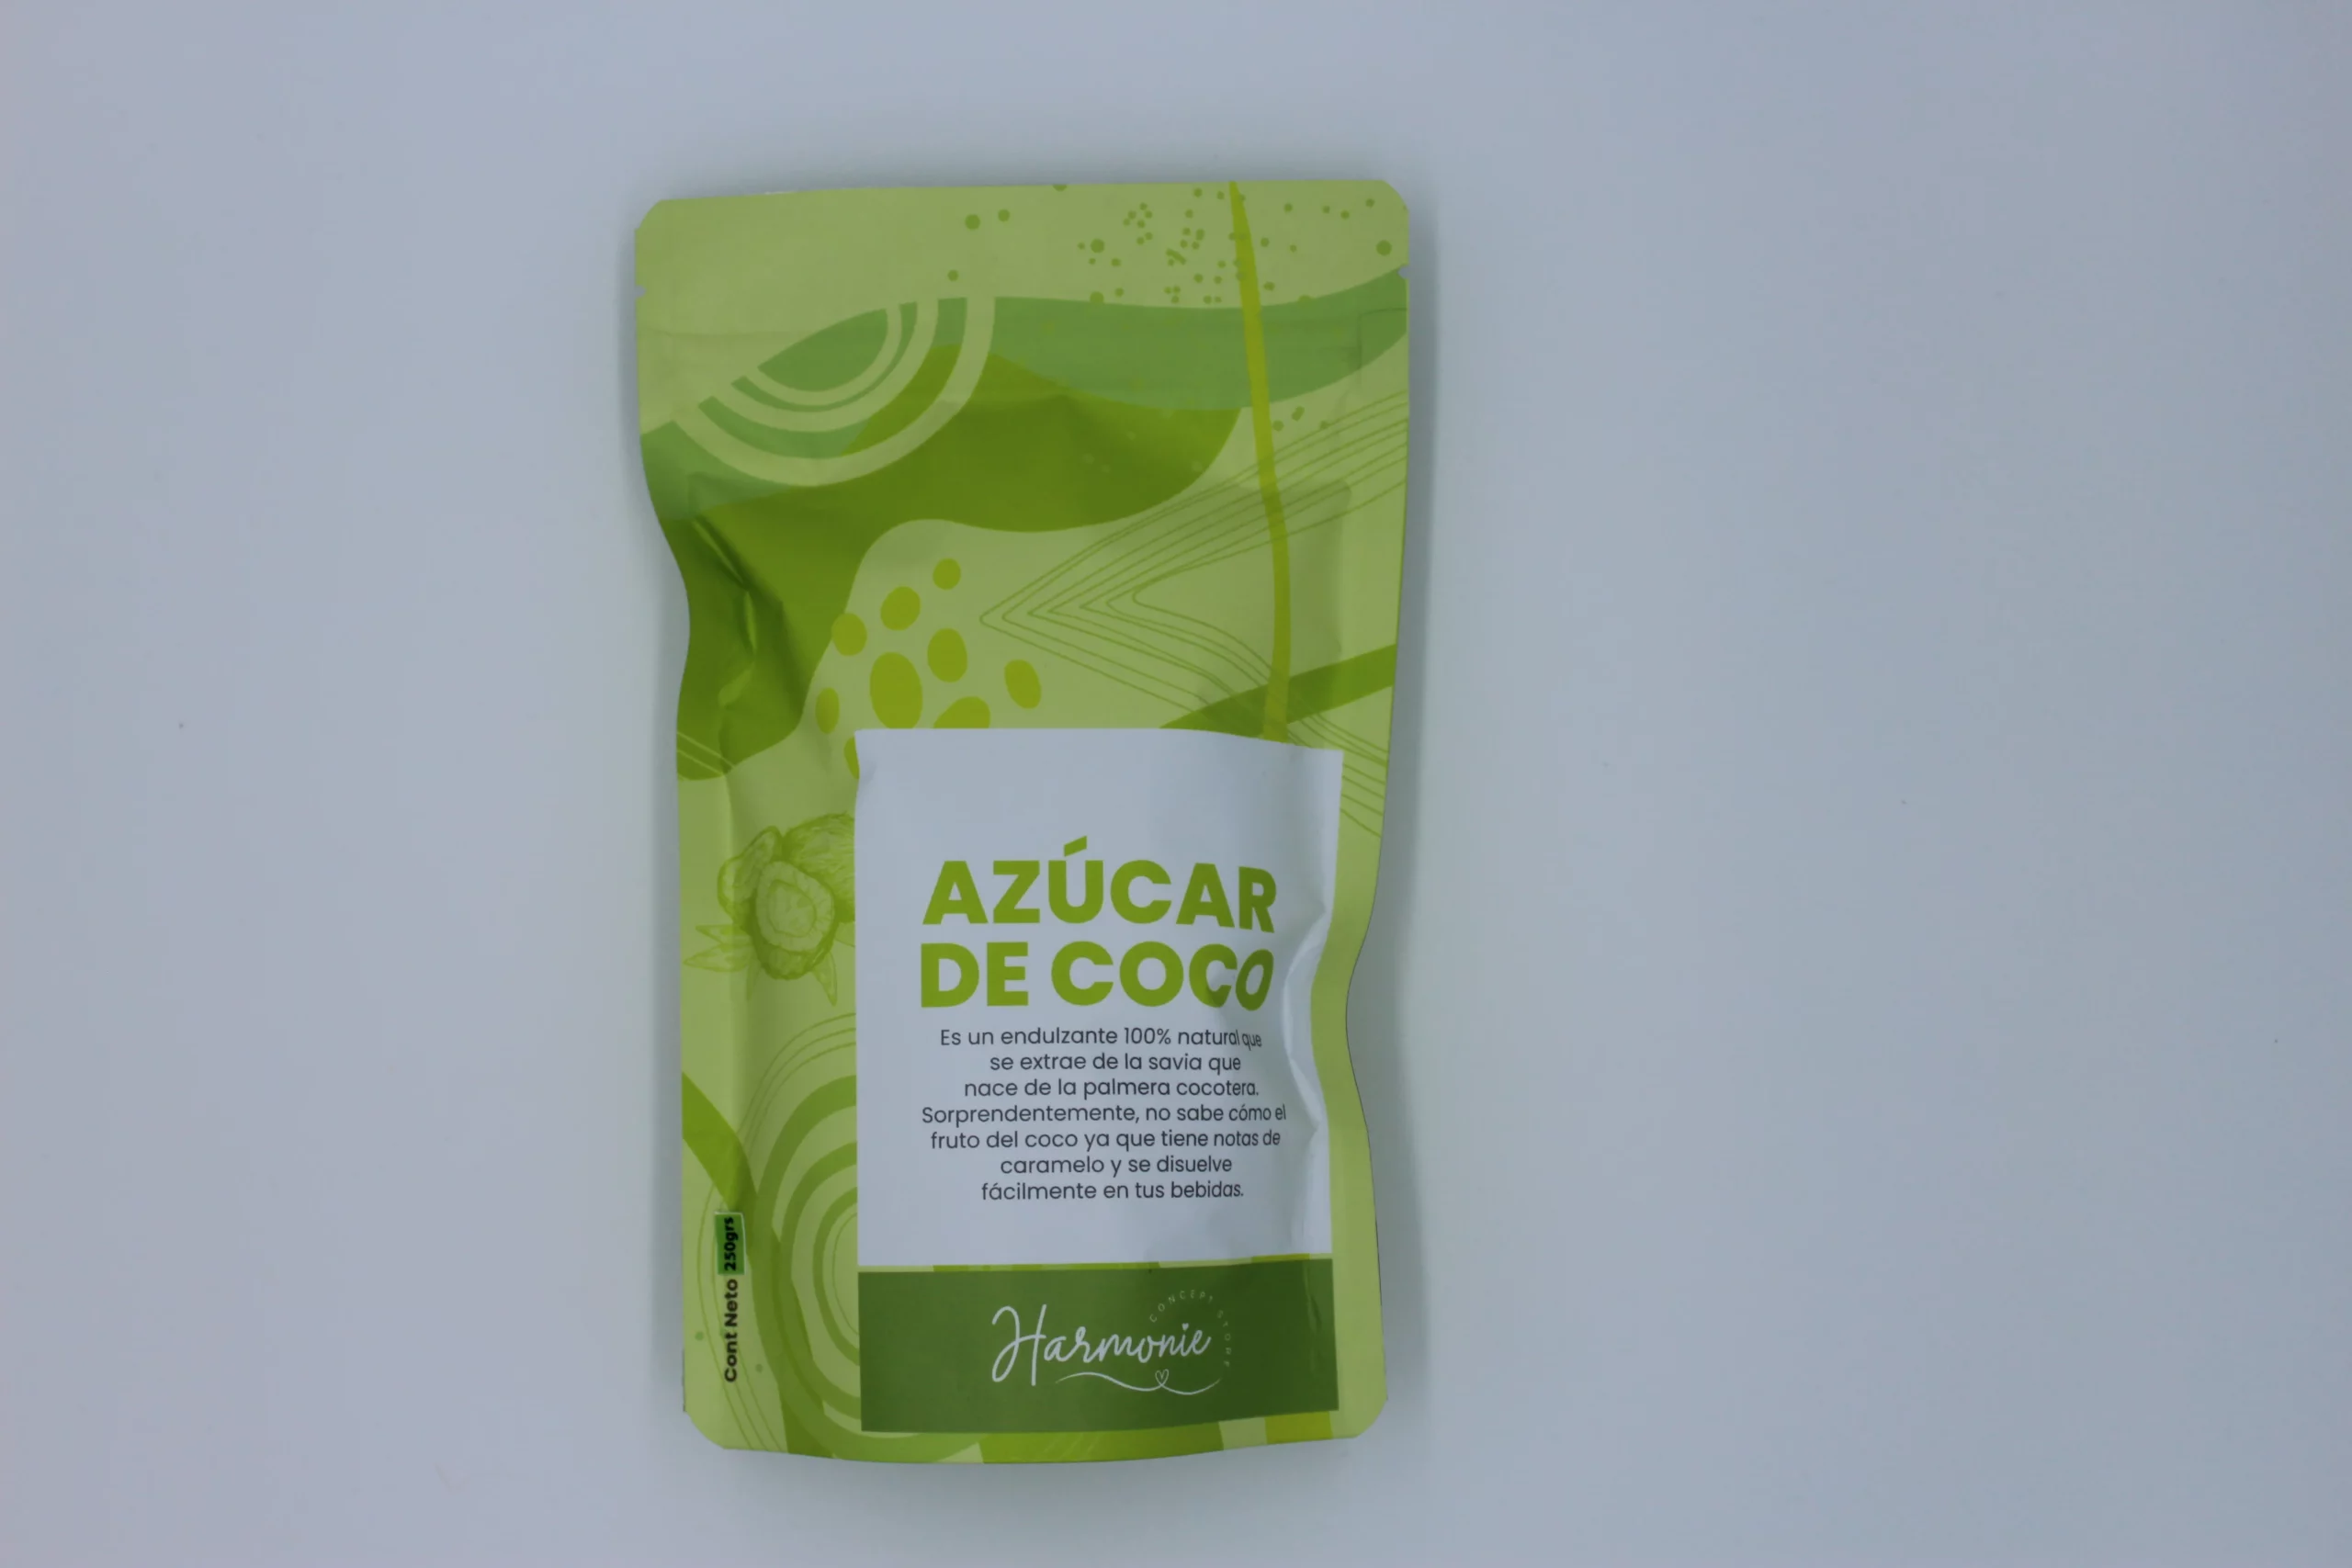 AZÚCAR
DE COCO
Es un endulzante 100% natural que
se extrae de la savia que
nace de la palmera cocotera.
Sorprendentemente, no sabe cómo el
fruto del coco ya que tiene notas de
caramelo y se disuelve
fácilmente en tus bebidas.
Cont Neto 250grs
Harmonie
CONCEPT STORE